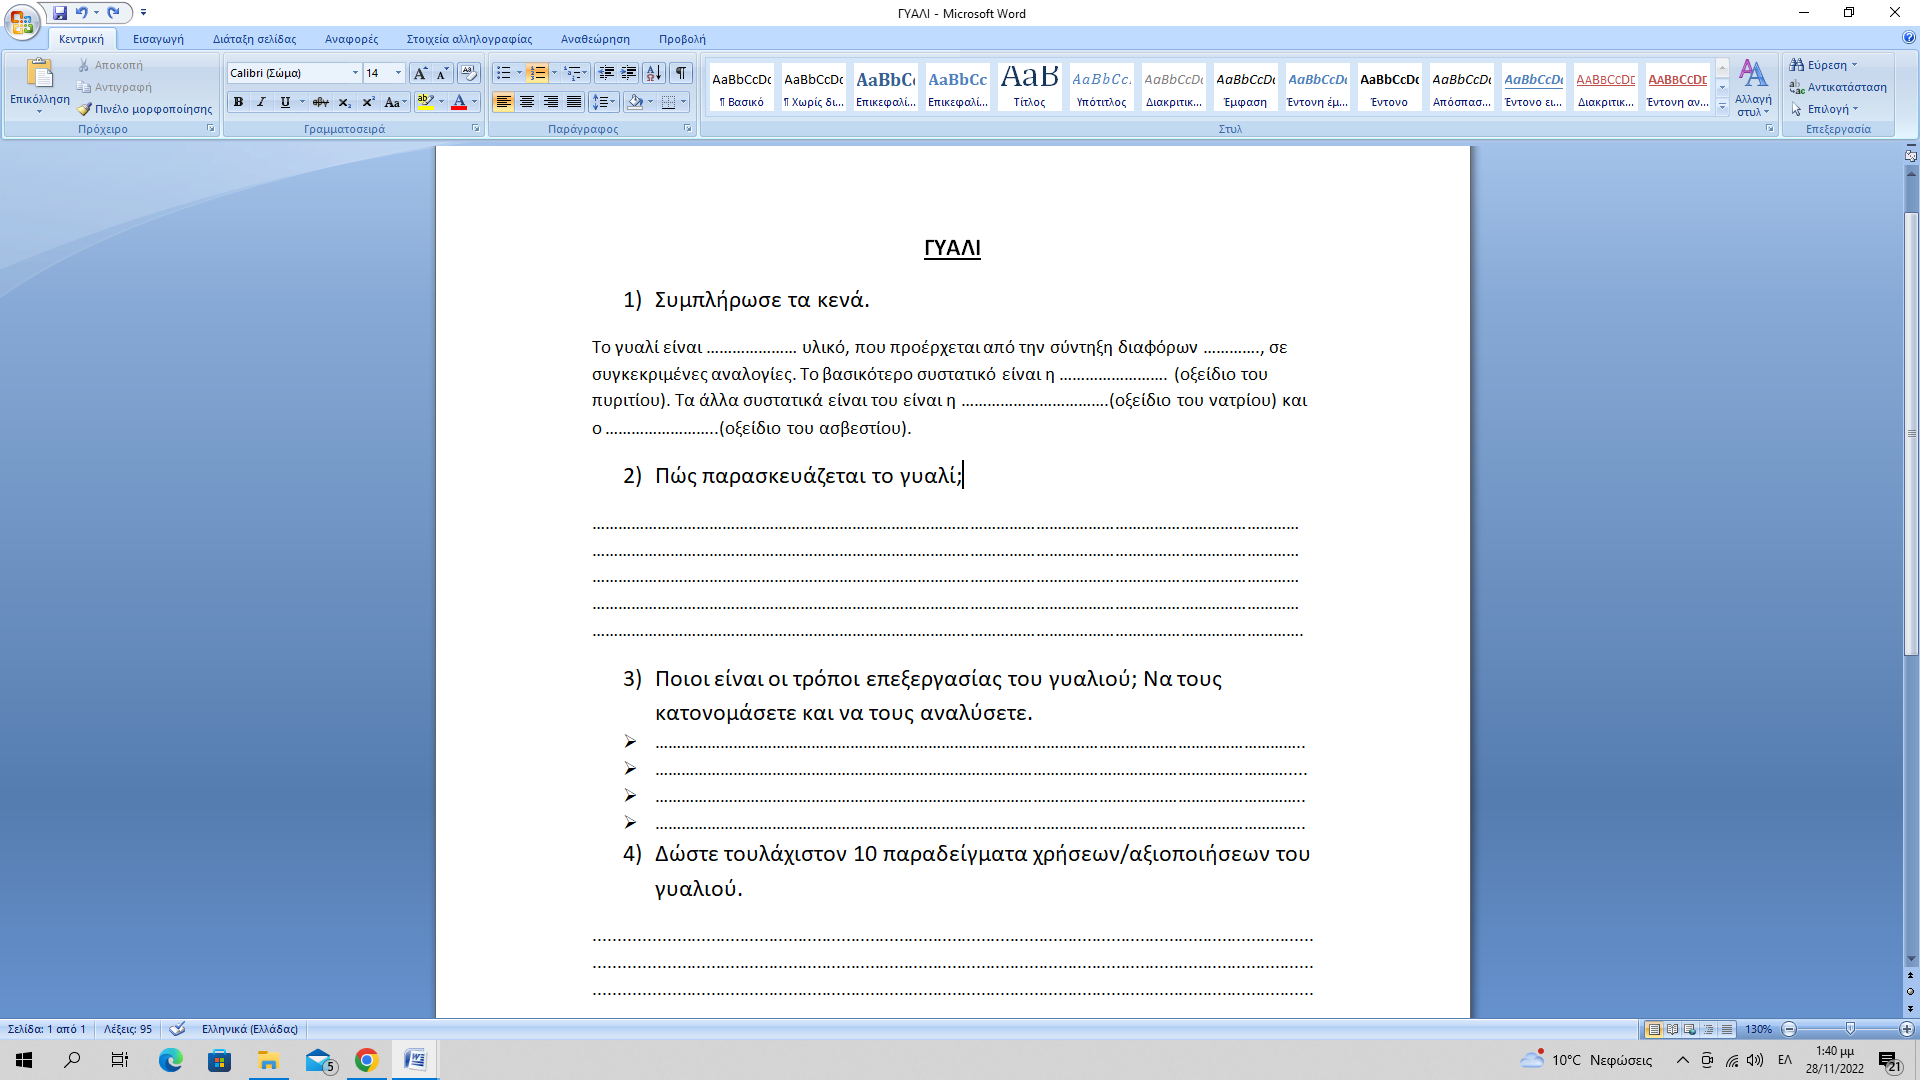 ΓΥΑΛΙ - Microsoft Word
Κεντρική Εισαγωγή Διάταξη σελίδας Αναφορές Στοιχεία αλληλογραφίας Αναθεώρηση Προβολή
Επικόλληση
Αποκοπή
Αντιγραφή
Πινέλο μορφοποίησης
Πρόχειρο
Calibri (Σώμα) 14
Γραμματοσειρά
Παράγραφος
AaBbCcDc AaBbCcDc AaBbC AaBbCc AaB AaBbCc. AaBbCcDc AaBbCcDc AaBbCcDc AaBbCcDc AaBbCcDc AaBbCcDc AABBCCDD AABBCCDD
¶ Βασικό ¶ Χωρίς δι... Επικεφαλί... Επικεφαλί... Τίτλος Υπότιτλος Διακριτικ... Έμφαση Έντονη έμ... Έντονο Απόσπασ... Έντονο ει... Διακριτικ... Έντονη αν...
Στυλ
Αλλαγή
στυλ
Εύρεση
Αντικατάσταση
Επιλογή
Επεξεργασία
ΓΥΑΛΙ
1) Συμπλήρωσε τα κενά.
Το γυαλί είναι ………………… υλικό, που προέρχεται από την σύντηξη διαφόρων …………., σε
συγκεκριμένες αναλογίες. Το βασικότερο συστατικό είναι η ……………………. (οξείδιο του
πυριτίου). Τα άλλα συστατικά είναι του είναι η …………………………….(οξείδιο του νατρίου) και
ο ……………………..(οξείδιο του ασβεστίου).
2) Πώς παρασκευάζεται το γυαλί;
3) Ποιοι είναι οι τρόποι επεξεργασίας του γυαλιού; Να τους
κατονομάσετε και να τους αναλύσετε.
4) Δώστε τουλάχιστον 10 παραδείγματα χρήσεων/αξιοποιήσεων του
γυαλιού.
Σελίδα: 1 από 1 Λέξεις: 95 Ελληνικά (Ελλάδας) 130%
5 10°C Νεφώσεις ΕΛ 1:40 μμ
28/11/2022 21